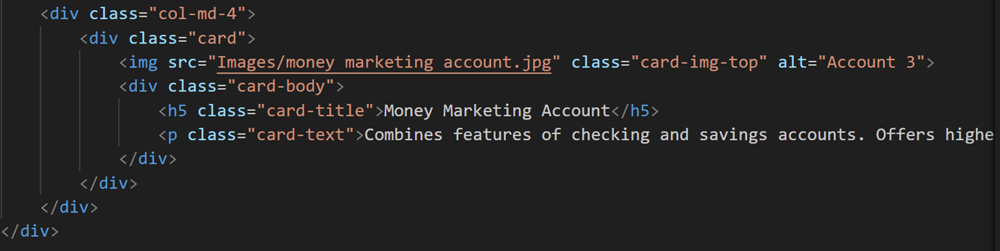 <div class="col-md-4">
<div class="card">
<img src="Images/money marketing account.jpg" class="card-img-top" alt="Account 3">
<div class="card-body">
<h5 class="card-title">Money Marketing Account</h5>
<p class="card-text">Combines features of checking and savings accounts. Offers highe
</div>
</div>
</div>
</div>